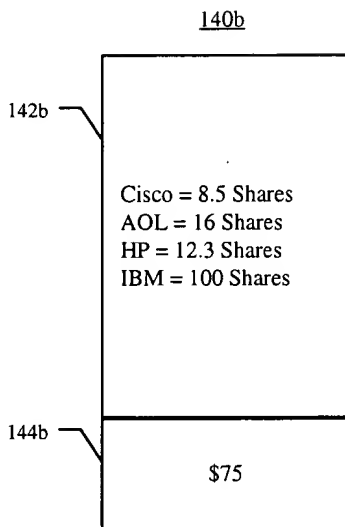 140b
142b
Cisco = 8.5 Shares
AOL = 16 Shares
HP = 12.3 Shares
IBM = 100 Shares
144b
$75